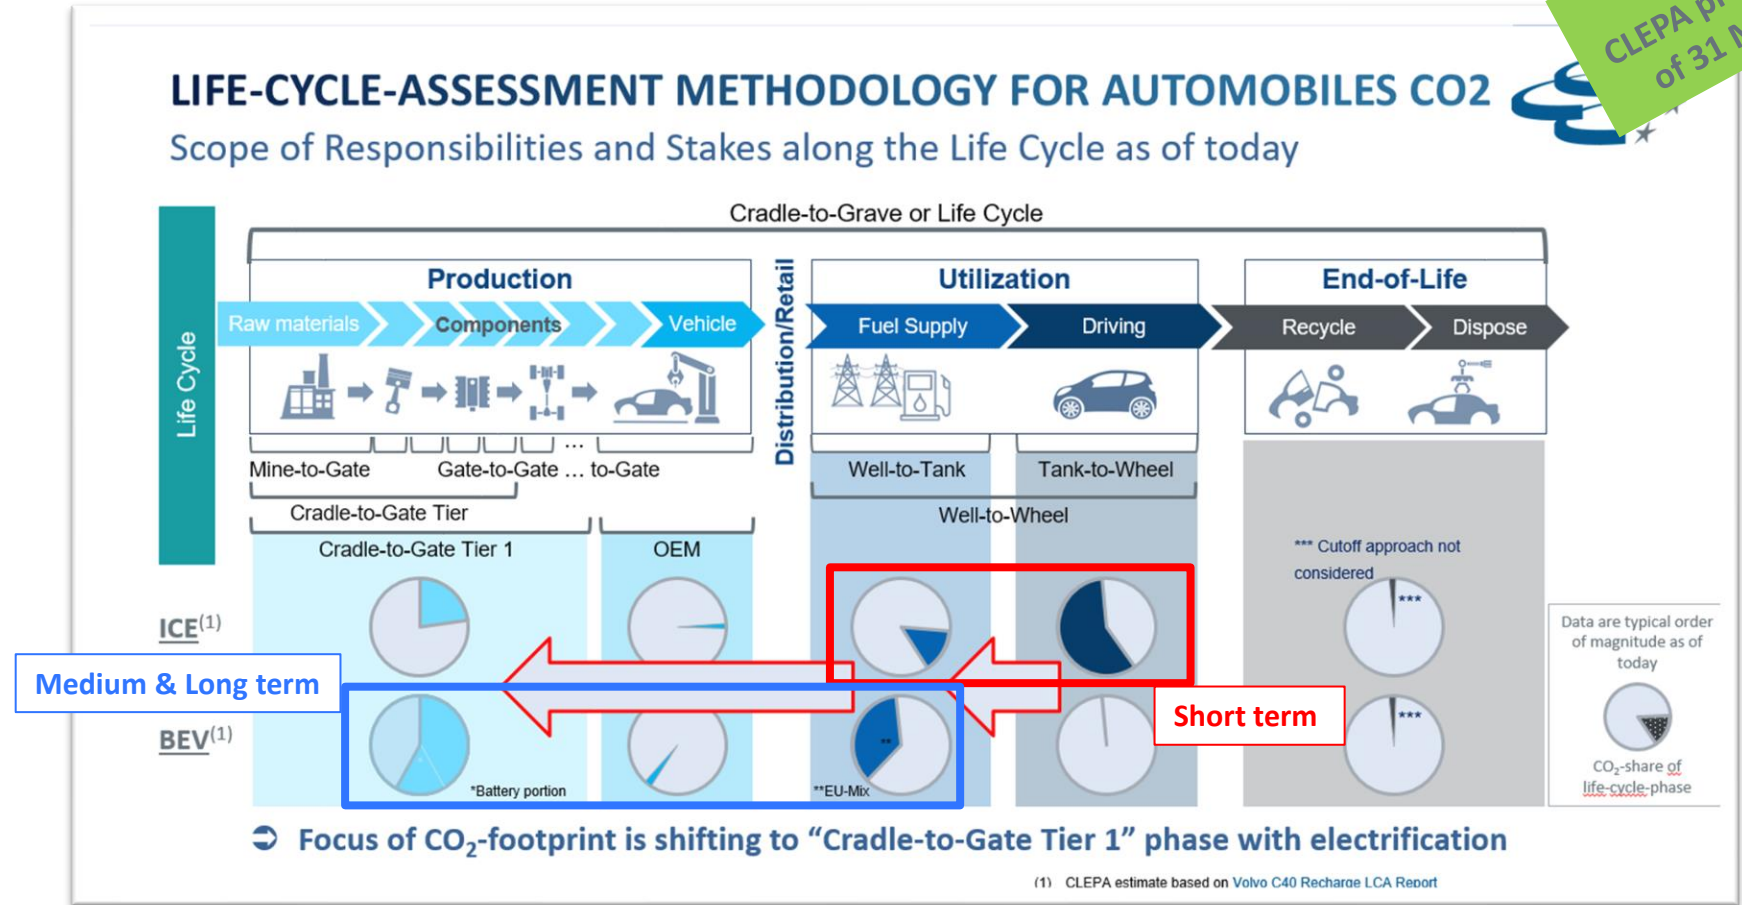 CLEPA
of 31
LIFE-CYCLE-ASSESSMENT METHODOLOGY FOR AUTOMOBILES CO2
Scope of Responsibilities and Stakes along the Life Cycle as of today
Cradle-to-Grave or Life Cycle
Life Cycle
Production
Raw materials
Components
Vehicle
Distribution/Retail
Utilization
Fuel Supply
Driving
End-of-Life
Recycle
Dispose
...
Mine-to-Gate
Gate-to-Gate ... to-Gate
Well-to-Tank
Tank-to-Wheel
Cradle-to-Gate Tier
Well-to-Wheel
Cradle-to-Gate Tier 1
OEM
*** Cutoff approach not
considered
ICE(1)
***
Data are typical order
of magnitude as of
today
CO2-share of
life-cycle-phase
Medium & Long term
Short term
BEV(1)
*Battery portion
**
**EU-Mix
***
➲ Focus of CO2-footprint is shifting to “Cradle-to-Gate Tier 1” phase with electrification
(1) CLEPA estimate based on Volvo C40 Recharge LCA Report